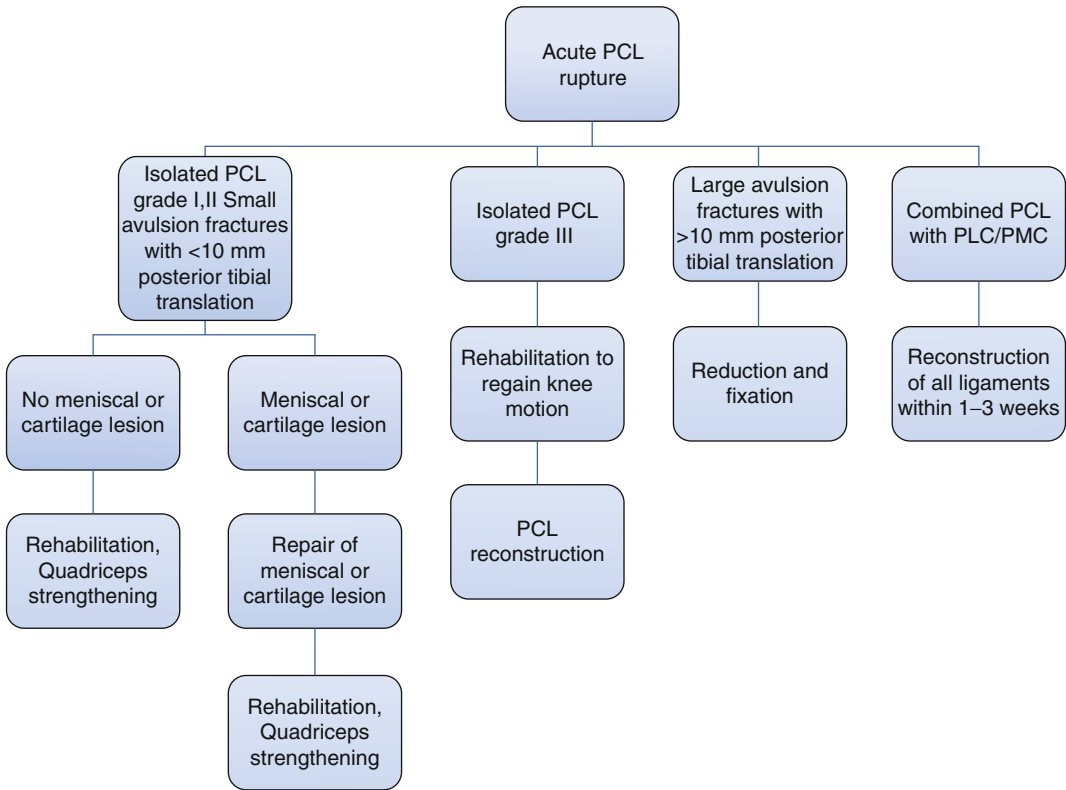 Acute PCL
rupture
Isolated PCL
grade I,II Small
avulsion fractures
with <10 mm
posterior tibial
translation
Isolated PCL
grade III
Large avulsion
fractures with
>10 mm posterior
tibial translation
Combined PCL
with PLC/PMC
No meniscal or
cartilage lesion
Meniscal or
cartilage lesion
Rehabilitation to
regain knee
motion
Reduction and
fixation
Reconstruction
of all ligaments
within 1–3 weeks
Rehabilitation,
Quadriceps
strengthening
Repair of
meniscal or
cartilage lesion
PCL
reconstruction
Rehabilitation,
Quadriceps
strengthening